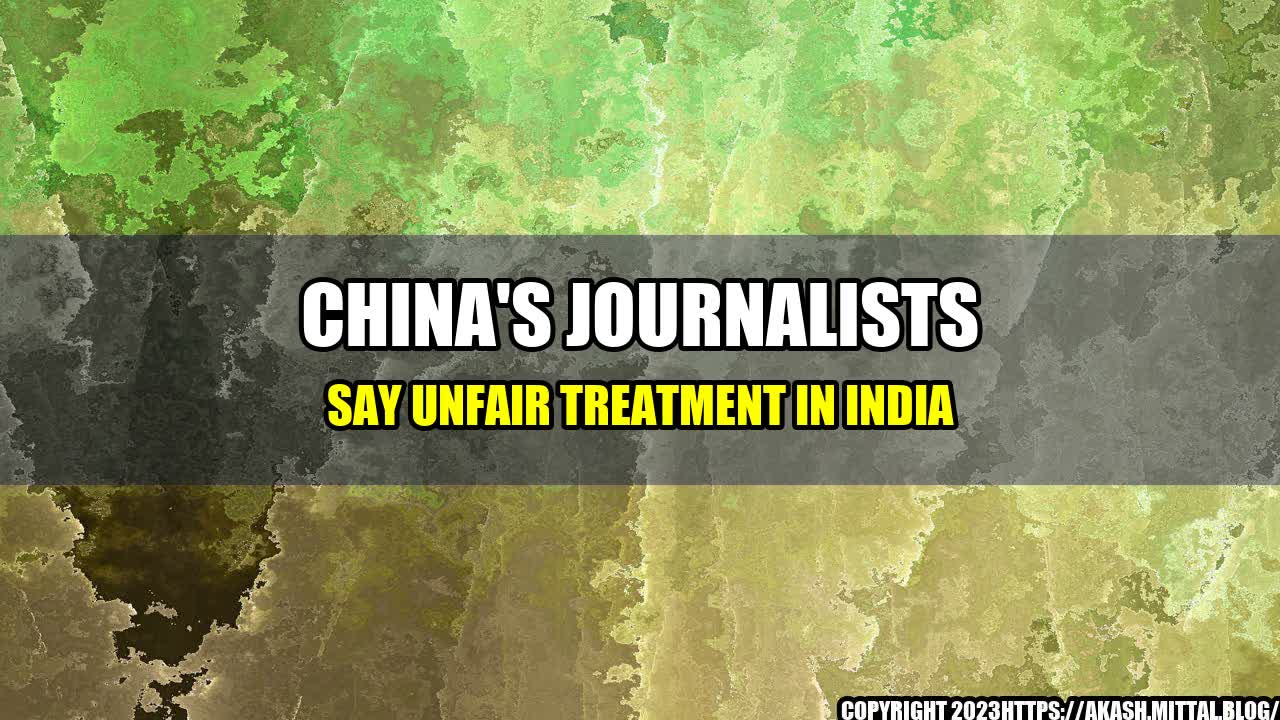 CHINA'S JOURNALISTS
SAY UNFAIR TREATMENT IN INDIA
COPYRIGHT 2023HTTPS://AKASH.MITTAL.BLOG/